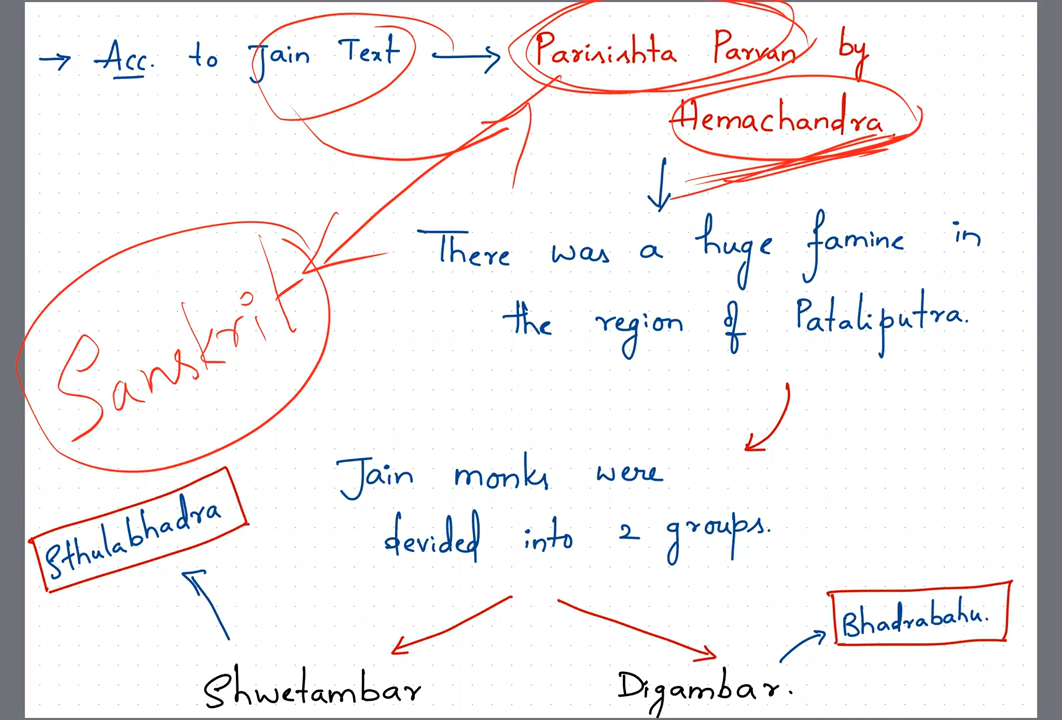 → Acc. to Jain Text → Parisishta Parvan by
Hemachandra
There was a huge famine in
the region of Pataliputra.
Sanskrit
Jain monks were
devided into 2 groups.
Sthulabhadra
Bhadrabahu.
Shwetambar
Digambar.